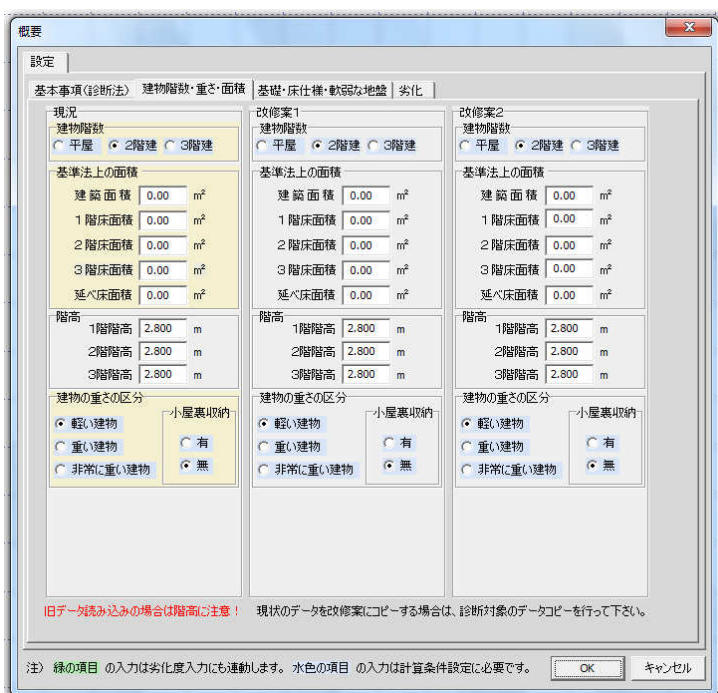 概要
設定
基本事項(診断法) 建物階数・重さ・面積 基礎・床仕様・軟弱な地盤 劣化
現況
建物階数
平屋 2階建 3階建
基準法上の面積
建築面積 0.00 m²
1階床面積 0.00 m²
2階床面積 0.00 m²
3階床面積 0.00 m²
延べ床面積 0.00 m²
階高
1階階高 2.800 m
2階階高 2.800 m
3階階高 2.800 m
建物の重さの区分
軽い建物
重い建物
非常に重い建物
小屋裏収納
有
無
改修案1
建物階数
平屋 2階建 3階建
基準法上の面積
建築面積 0.00 m²
1階床面積 0.00 m²
2階床面積 0.00 m²
3階床面積 0.00 m²
延べ床面積 0.00 m²
階高
1階階高 2.800 m
2階階高 2.800 m
3階階高 2.800 m
建物の重さの区分
軽い建物
重い建物
非常に重い建物
小屋裏収納
有
無
改修案2
建物階数
平屋 2階建 3階建
基準法上の面積
建築面積 0.00 m²
1階床面積 0.00 m²
2階床面積 0.00 m²
3階床面積 0.00 m²
延べ床面積 0.00 m²
階高
1階階高 2.800 m
2階階高 2.800 m
3階階高 2.800 m
建物の重さの区分
軽い建物
重い建物
非常に重い建物
小屋裏収納
有
無
旧データ読み込みの場合は階高に注意! 現状のデータを改修案にコピーする場合は、診断対象のデータコピーを行って下さい。
注) 緑の項目 の入力は劣化度入力にも連動します。 水色の項目 の入力は計算条件設定に必要です。 OK キャンセル